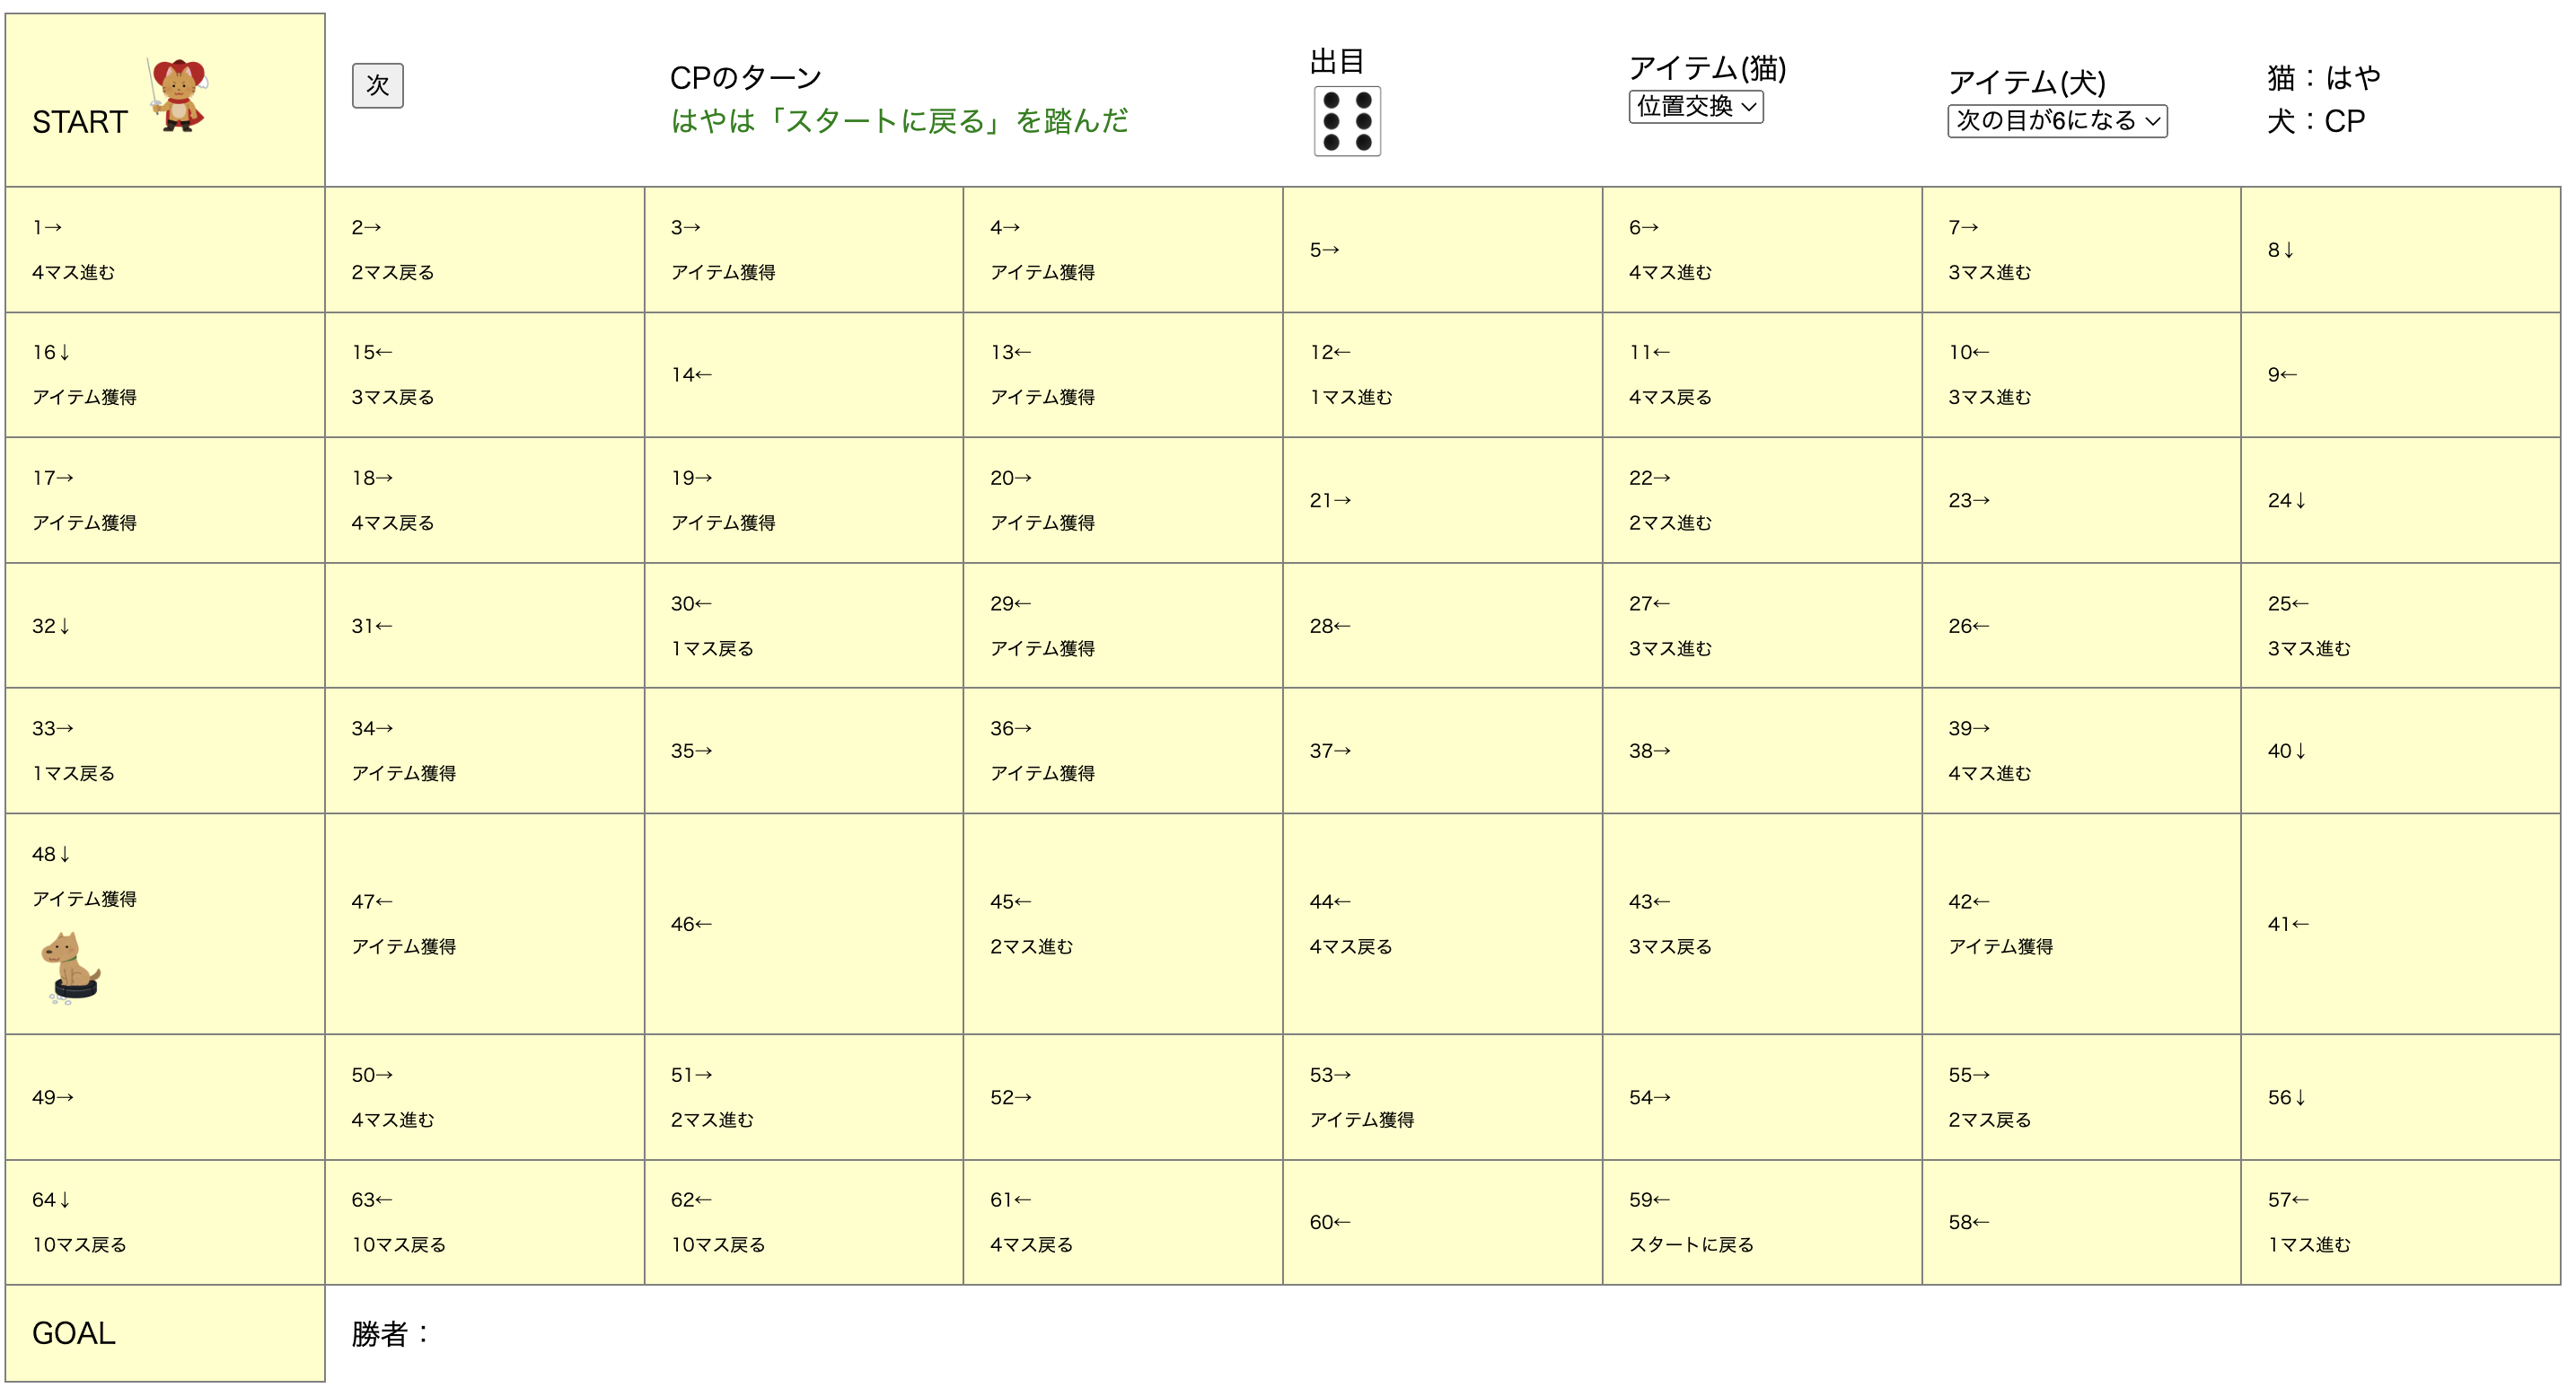 START
次
CPのターン
はやは「スタートに戻る」を踏んだ
出目
アイテム(猫)
位置交換
アイテム(犬)
次の目が6になる
猫：はや
犬：CP
1→
4マス進む
2→
2マス戻る
3→
アイテム獲得
4→
アイテム獲得
5→
6→
4マス進む
7→
3マス進む
8↓
16↓
アイテム獲得
15←
3マス戻る
14←
13←
アイテム獲得
12←
1マス進む
11←
4マス戻る
10←
3マス進む
9←
17→
アイテム獲得
18→
4マス戻る
19→
アイテム獲得
20→
アイテム獲得
21→
22→
2マス進む
23→
24↓
32↓
31←
30←
1マス戻る
29←
アイテム獲得
28←
27←
3マス進む
26←
25←
3マス進む
33→
1マス戻る
34→
アイテム獲得
35→
36→
アイテム獲得
37→
38→
39→
4マス進む
40↓
48↓
アイテム獲得
47←
アイテム獲得
46←
45←
2マス進む
44←
4マス戻る
43←
3マス戻る
42←
アイテム獲得
41←
49→
50→
4マス進む
51→
2マス進む
52→
53→
アイテム獲得
54→
55→
2マス戻る
56↓
64↓
10マス戻る
63←
10マス戻る
62←
10マス戻る
61←
4マス戻る
60←
59←
スタートに戻る
58←
57←
1マス進む
GOAL
勝者：